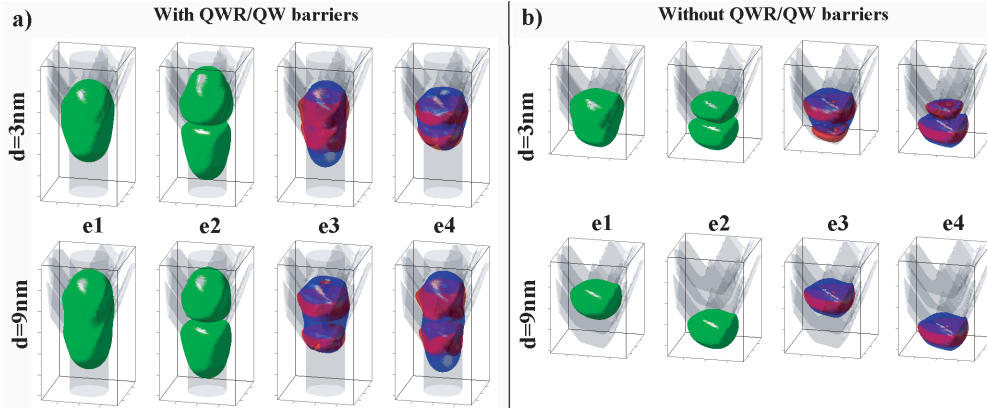 a)
With QWR/QW barriers
d=3nm
e1 e2 e3 e4
d=9nm
b)
Without QWR/QW barriers
d=3nm
e1 e2 e3 e4
d=9nm